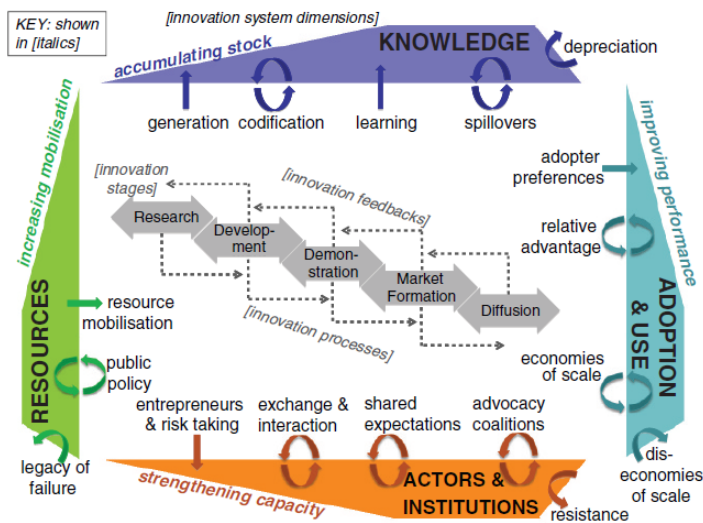 KEY: shown
in [italics]
[innovation system dimensions]
KNOWLEDGE
accumulating stock
depreciation
generation
codification
learning
spillovers
increasing mobilisation
RESOURCES
resource
mobilisation
public
policy
legacy of
failure
[innovation
stages]
[innovation feedbacks]
Research
Develop-
ment
Demon-
stration
Market
Formation
Diffusion
[innovation processes]
adopter
preferences
relative
advantage
economies
of scale
dis-
economies
of scale
improving performance
ADOPTION
& USE
entrepreneurs
& risk taking
exchange &
interaction
shared
expectations
advocacy
coalitions
strengthening capacity
ACTORS &
INSTITUTIONS
resistance